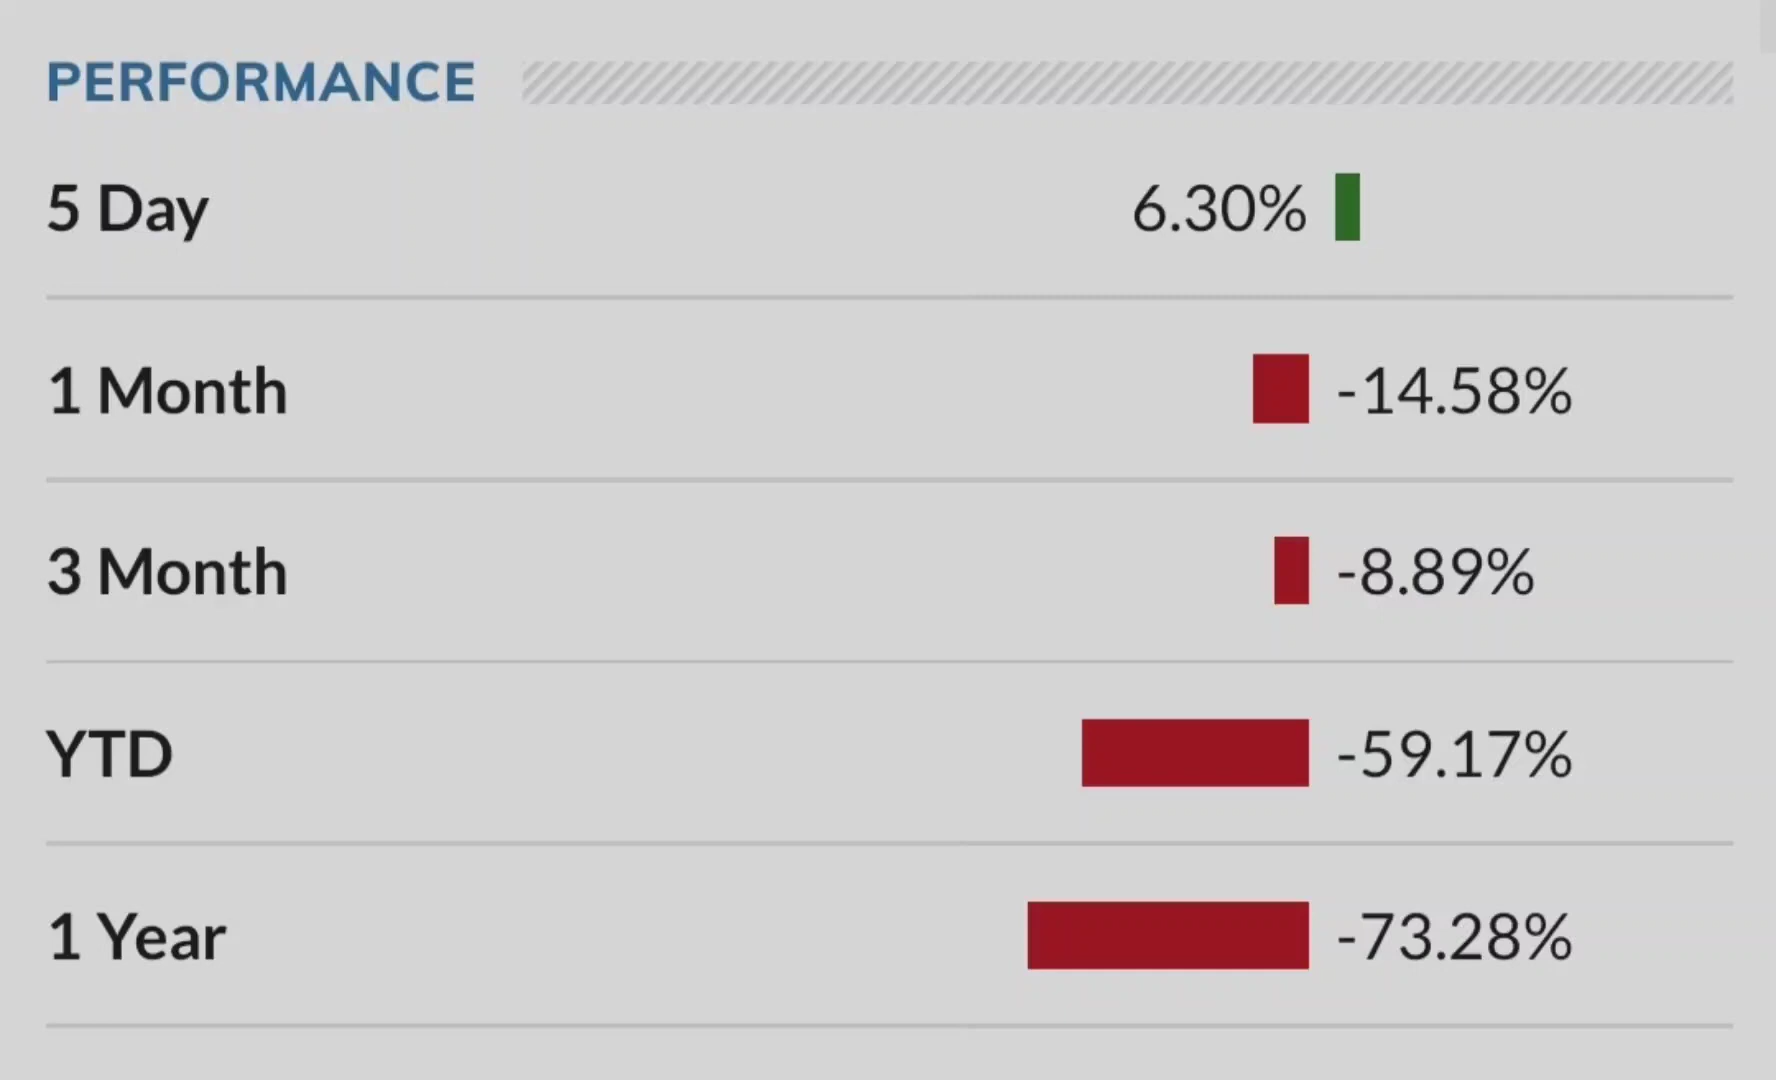 PERFORMANCE
5 Day 6.30%
1 Month -14.58%
3 Month -8.89%
YTD -59.17%
1 Year -73.28%